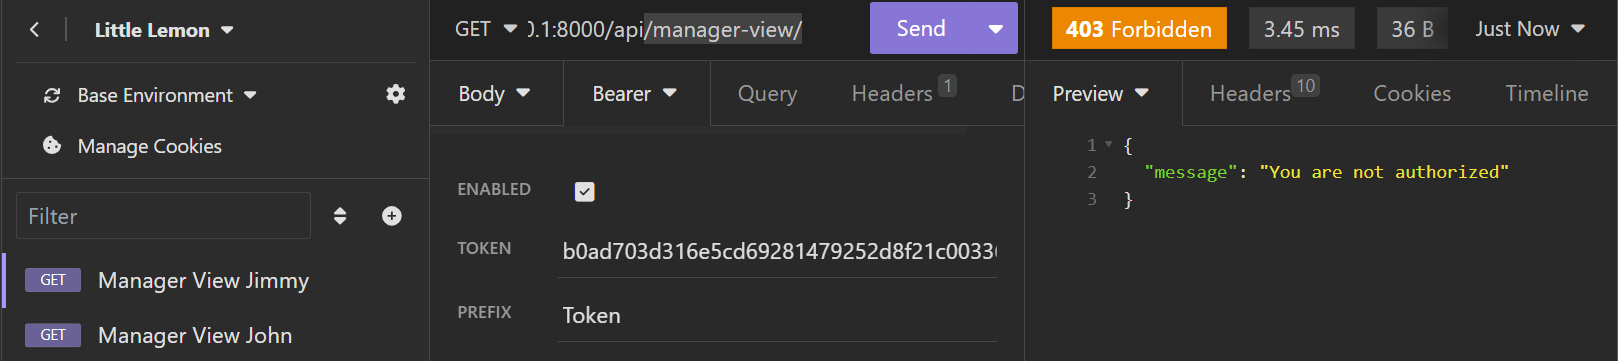 Little Lemon
Base Environment
Manage Cookies
Filter
GET Manager View Jimmy
GET Manager View John
GET 0.1:8000/api/manager-view/ Send
Body Bearer Query Headers 1
ENABLED
TOKEN b0ad703d316e5cd69281479252d8f21c0033
PREFIX Token
403 Forbidden 3.45 ms 36 B Just Now
Preview Headers 10 Cookies Timeline
1 {
2 "message": "You are not authorized"
3 }